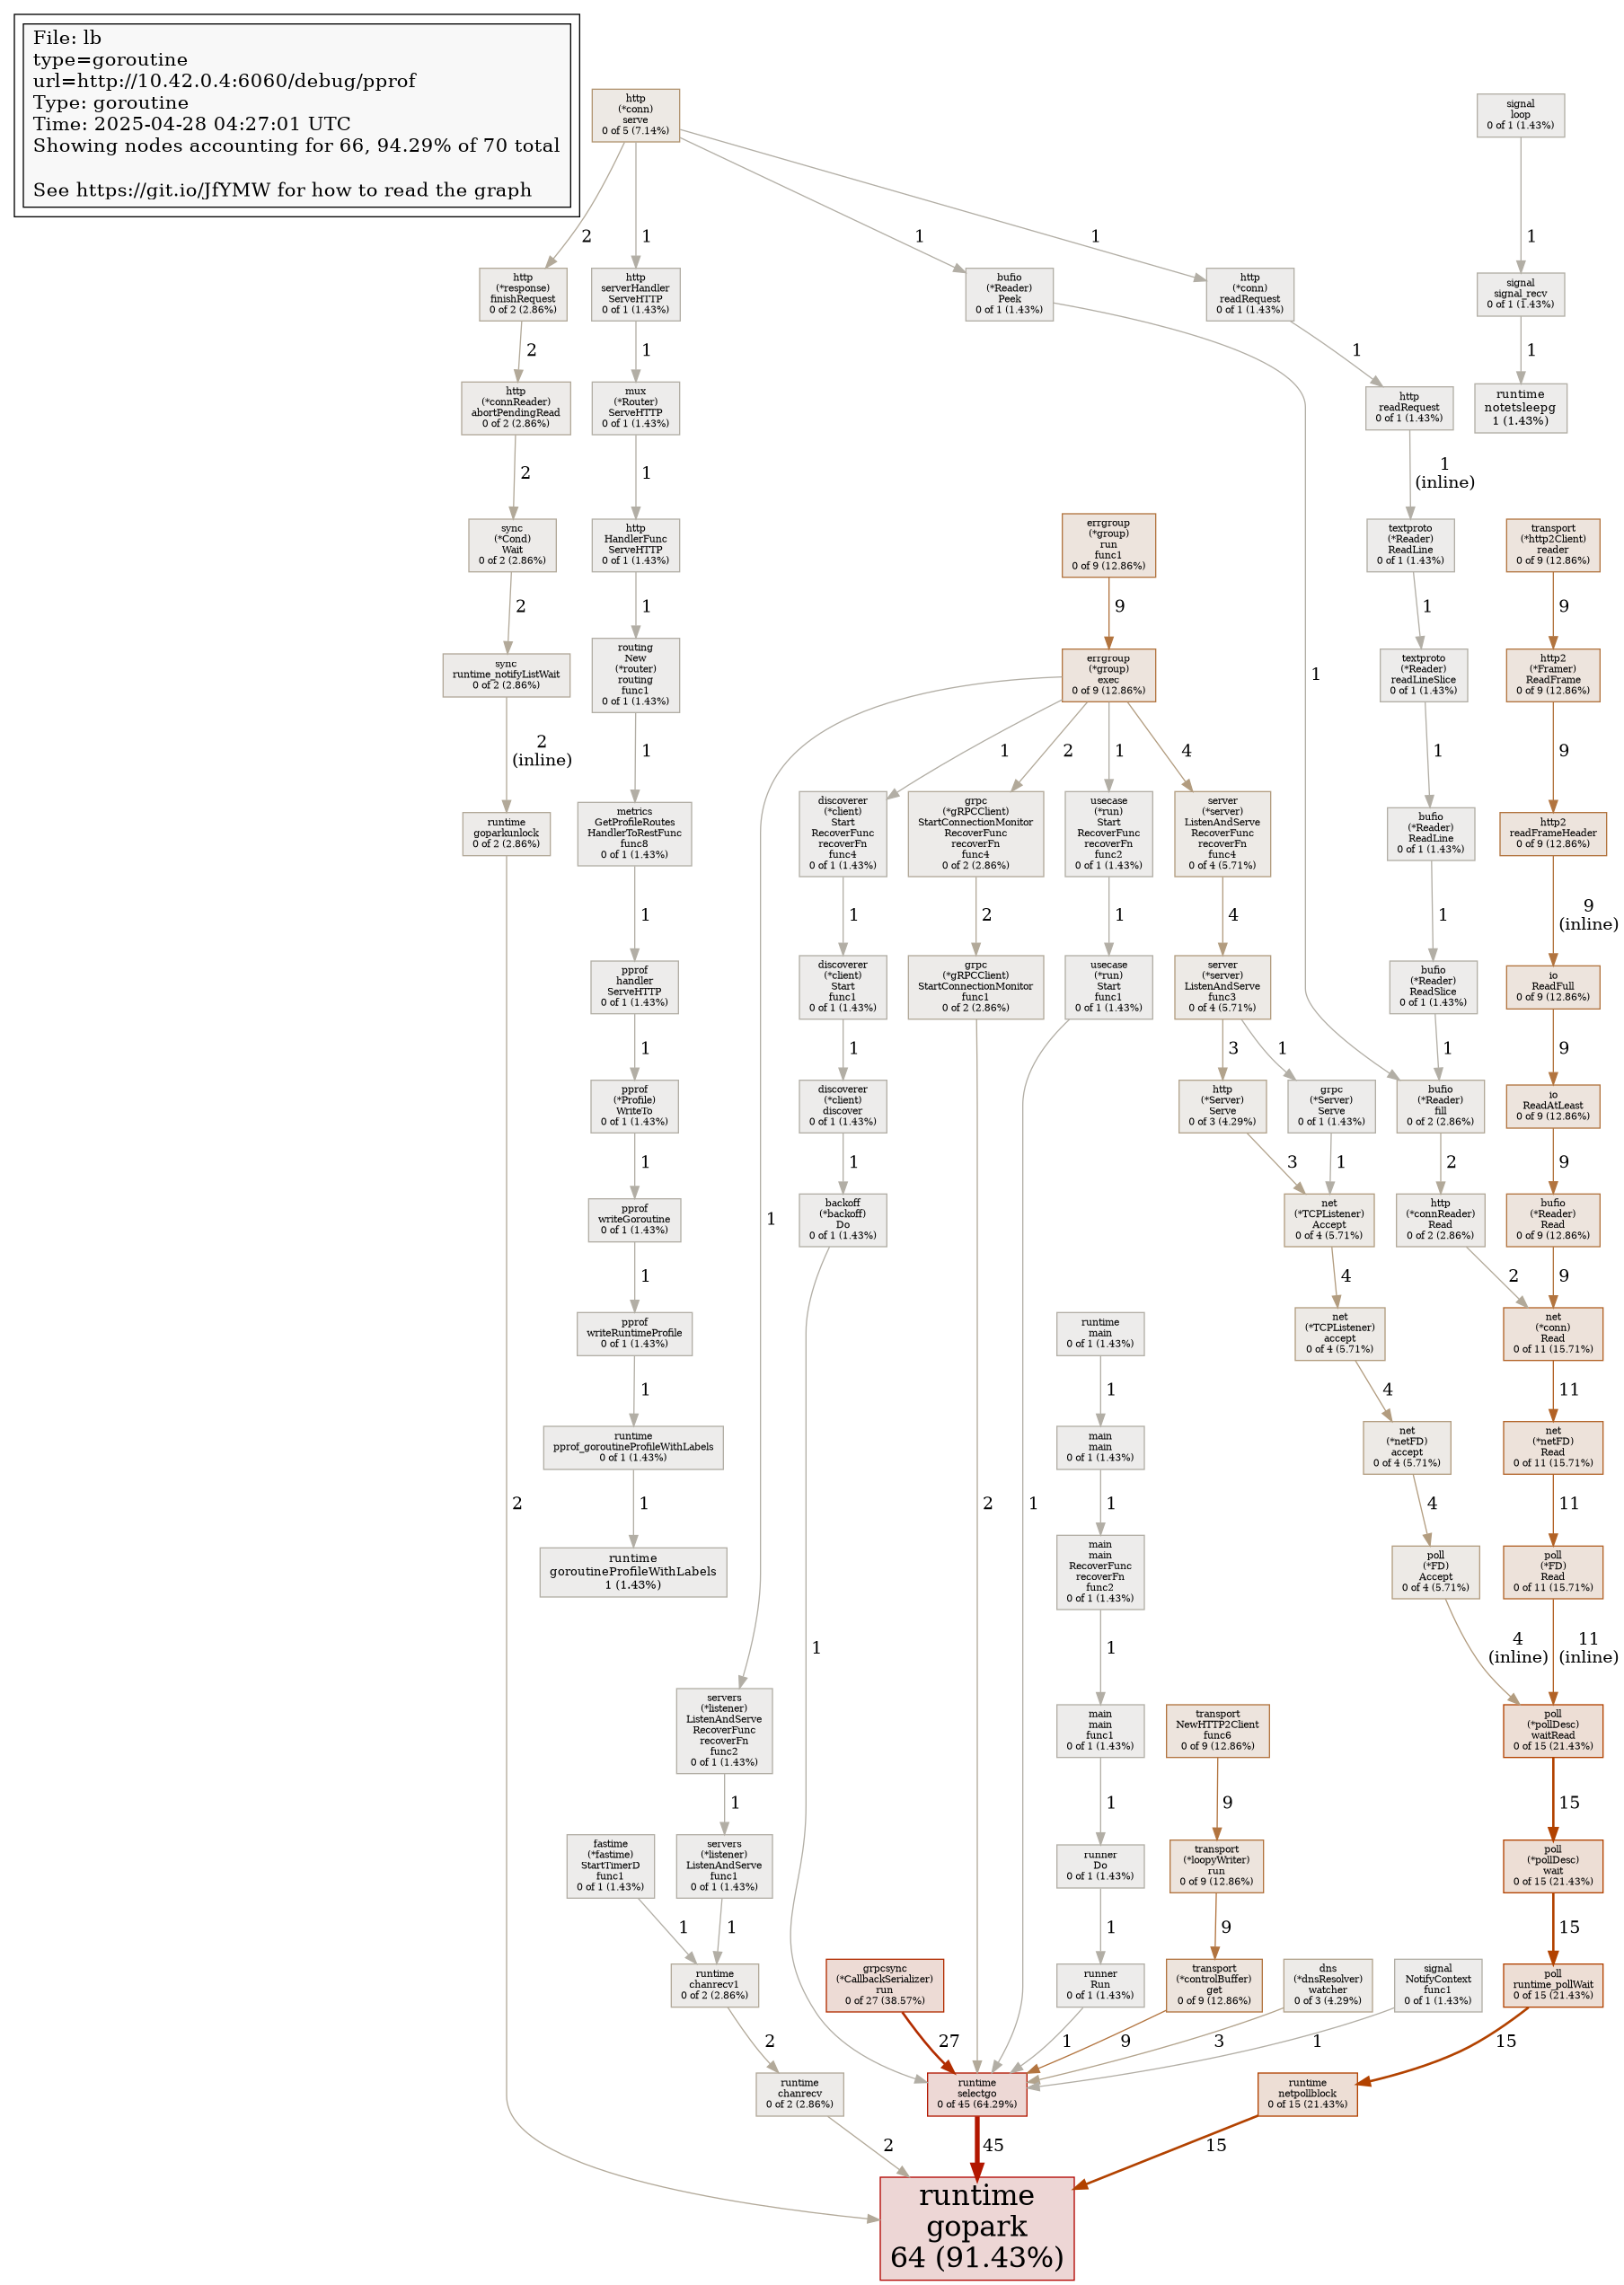 File: lb
type=goroutine
url=http://10.42.0.4:6060/debug/pprof
Type: goroutine
Time: 2025-04-28 04:27:01 UTC
Showing nodes accounting for 66, 94.29% of 70 total
See https://git.io/JfYMW for how to read the graph
http
(*conn)
serve
0 of 5 (7.14%)
signal
loop
0 of 1 (1.43%)
2
1
1
1
1
http
(*response)
finishRequest
0 of 2 (2.86%)
http
serverHandler
ServeHTTP
0 of 1 (1.43%)
bufio
(*Reader)
Peek
0 of 1 (1.43%)
http
(*conn)
readRequest
0 of 1 (1.43%)
signal
signal_recv
0 of 1 (1.43%)
2
1
1
1
http
(*connReader)
abortPendingRead
0 of 2 (2.86%)
mux
(*Router)
ServeHTTP
0 of 1 (1.43%)
http
readRequest
0 of 1 (1.43%)
runtime
notetsleepg
1 (1.43%)
2
1
1
(inline)
sync
(*Cond)
Wait
0 of 2 (2.86%)
http
HandlerFunc
ServeHTTP
0 of 1 (1.43%)
errgroup
(*group)
run
func1
0 of 9 (12.86%)
textproto
(*Reader)
ReadLine
0 of 1 (1.43%)
transport
(*http2Client)
reader
0 of 9 (12.86%)
2
1
9
1
9
sync
runtime_notifyListWait
0 of 2 (2.86%)
routing
New
(*router)
routing
func1
0 of 1 (1.43%)
errgroup
(*group)
exec
0 of 9 (12.86%)
1
textproto
(*Reader)
readLineSlice
0 of 1 (1.43%)
http2
(*Framer)
ReadFrame
0 of 9 (12.86%)
2
(inline)
1
1
2
1
4
1
9
runtime
goparkunlock
0 of 2 (2.86%)
metrics
GetProfileRoutes
HandlerToRestFunc
func8
0 of 1 (1.43%)
discoverer
(*client)
Start
RecoverFunc
recoverFn
func4
0 of 1 (1.43%)
grpc
(*gRPCClient)
StartConnectionMonitor
RecoverFunc
recoverFn
func4
0 of 2 (2.86%)
usecase
(*run)
Start
RecoverFunc
recoverFn
func2
0 of 1 (1.43%)
server
(*server)
ListenAndServe
RecoverFunc
recoverFn
func4
0 of 4 (5.71%)
bufio
(*Reader)
ReadLine
0 of 1 (1.43%)
http2
readFrameHeader
0 of 9 (12.86%)
1
1
2
1
4
1
9
(inline)
pprof
handler
ServeHTTP
0 of 1 (1.43%)
discoverer
(*client)
Start
func1
0 of 1 (1.43%)
grpc
(*gRPCClient)
StartConnectionMonitor
func1
0 of 2 (2.86%)
usecase
(*run)
Start
func1
0 of 1 (1.43%)
server
(*server)
ListenAndServe
func3
0 of 4 (5.71%)
bufio
(*Reader)
ReadSlice
0 of 1 (1.43%)
io
ReadFull
0 of 9 (12.86%)
1
1
3
1
1
9
pprof
(*Profile)
WriteTo
0 of 1 (1.43%)
discoverer
(*client)
discover
0 of 1 (1.43%)
http
(*Server)
Serve
0 of 3 (4.29%)
grpc
(*Server)
Serve
0 of 1 (1.43%)
bufio
(*Reader)
fill
0 of 2 (2.86%)
io
ReadAtLeast
0 of 9 (12.86%)
1
1
3
1
2
9
pprof
writeGoroutine
0 of 1 (1.43%)
1
backoff
(*backoff)
Do
0 of 1 (1.43%)
net
(*TCPListener)
Accept
0 of 4 (5.71%)
http
(*connReader)
Read
0 of 2 (2.86%)
bufio
(*Reader)
Read
0 of 9 (12.86%)
1
4
2
9
pprof
writeRuntimeProfile
0 of 1 (1.43%)
runtime
main
0 of 1 (1.43%)
net
(*TCPListener)
accept
0 of 4 (5.71%)
net
(*conn)
Read
0 of 11 (15.71%)
1
1
4
11
runtime
pprof_goroutineProfileWithLabels
0 of 1 (1.43%)
main
main
0 of 1 (1.43%)
net
(*netFD)
accept
0 of 4 (5.71%)
net
(*netFD)
Read
0 of 11 (15.71%)
2
1
2
1
1
4
11
runtime
goroutineProfileWithLabels
1 (1.43%)
main
main
RecoverFunc
recoverFn
func2
0 of 1 (1.43%)
poll
(*FD)
Accept
0 of 4 (5.71%)
poll
(*FD)
Read
0 of 11 (15.71%)
1
1
4
(inline)
11
(inline)
servers
(*listener)
ListenAndServe
RecoverFunc
recoverFn
func2
0 of 1 (1.43%)
main
main
func1
0 of 1 (1.43%)
transport
NewHTTP2Client
func6
0 of 9 (12.86%)
poll
(*pollDesc)
waitRead
0 of 15 (21.43%)
1
1
9
15
fastime
(*fastime)
StartTimerD
func1
0 of 1 (1.43%)
servers
(*listener)
ListenAndServe
func1
0 of 1 (1.43%)
runner
Do
0 of 1 (1.43%)
transport
(*loopyWriter)
run
0 of 9 (12.86%)
poll
(*pollDesc)
wait
0 of 15 (21.43%)
1
1
1
9
15
runtime
chanrecv1
0 of 2 (2.86%)
grpcsync
(*CallbackSerializer)
run
0 of 27 (38.57%)
runner
Run
0 of 1 (1.43%)
transport
(*controlBuffer)
get
0 of 9 (12.86%)
dns
(*dnsResolver)
watcher
0 of 3 (4.29%)
signal
NotifyContext
func1
0 of 1 (1.43%)
poll
runtime_pollWait
0 of 15 (21.43%)
2
27
1
9
3
1
15
runtime
chanrecv
0 of 2 (2.86%)
runtime
selectgo
0 of 45 (64.29%)
runtime
netpollblock
0 of 15 (21.43%)
2
45
15
runtime
gopark
64 (91.43%)